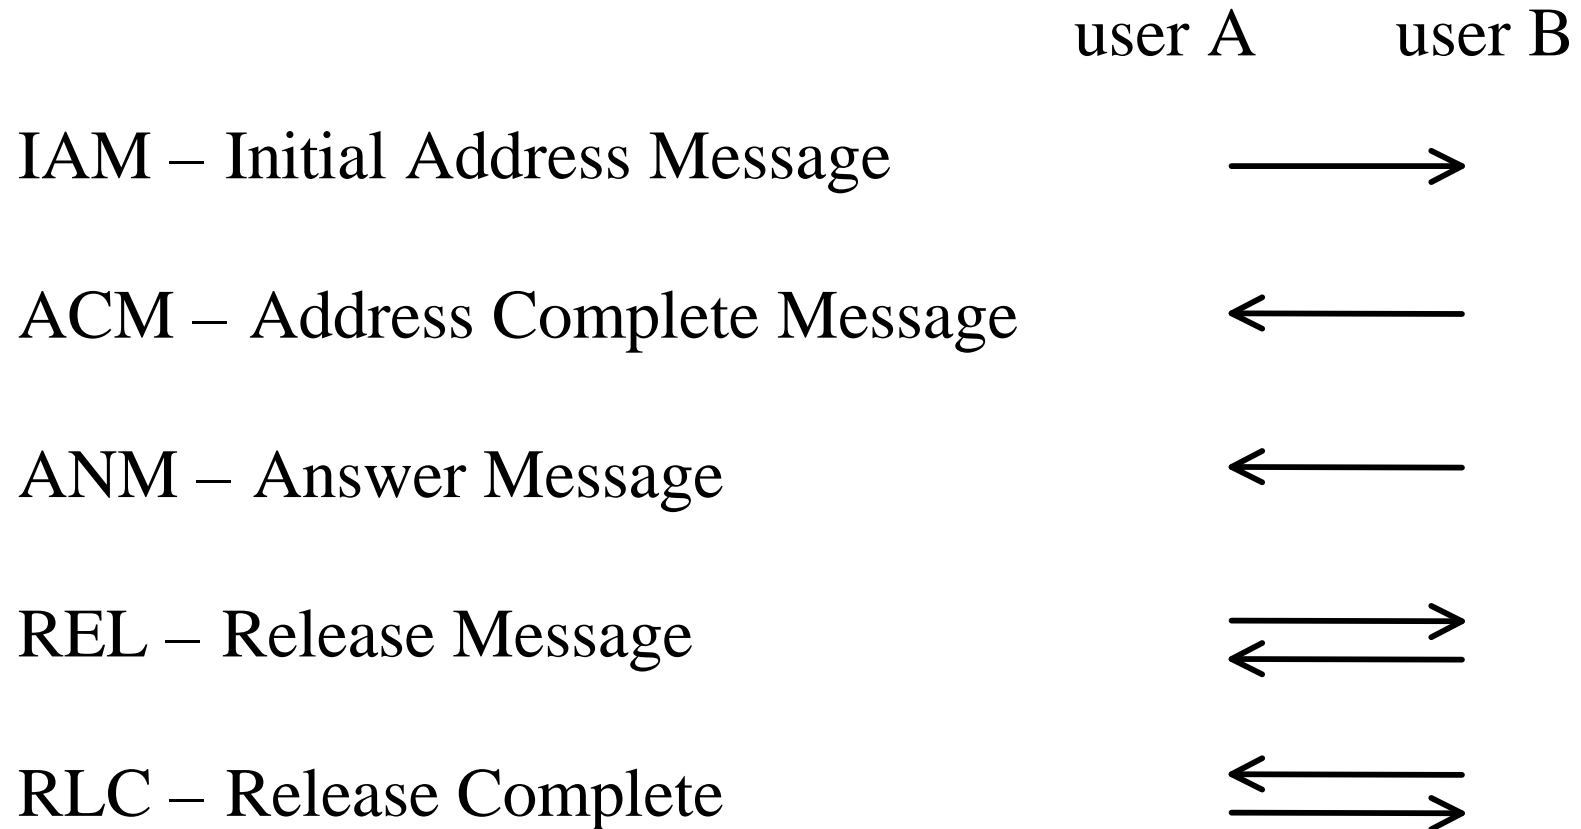 user A user B
IAM – Initial Address Message
ACM – Address Complete Message
ANM – Answer Message
REL – Release Message
RLC – Release Complete